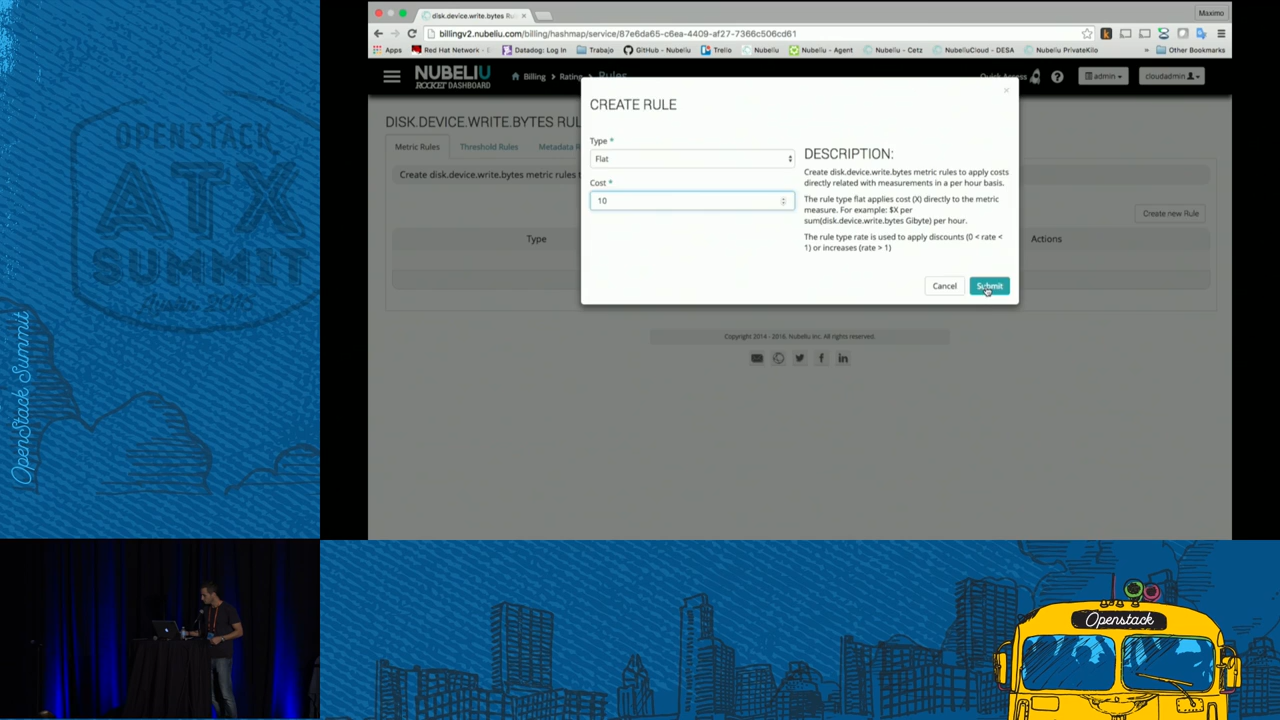 OPENSTACK
SUMMIT
Austin
OpenStack Summit
disk.device.write.bytes Ru
Maximo
billingv2.nubeliu.com/billing/hashmap/service/87e6da65-c6ea-4409-af27-7366c506cd61
Apps
Red Hat Network -
Datadog: Log In
Trabajo
GitHub - Nubeliu
Trello
Nubeliu
Nubeliu - Agent
Nubeliu - Cetz
NubeliuCloud - DESA
Nubeliu PrivateKilo
»
Other Bookmarks
NUBELIU
ROCKET DASHBOARD
Billing
Rating
Rules
Quick Access
admin
cloudadmin
DISK.DEVICE.WRITE.BYTES RUL
Metric Rules
Threshold Rules
Metadata R
Create disk.device.write.bytes metric rules t
Create new Rule
Type
Actions
CREATE RULE
×
Type *
Flat
Cost *
10
DESCRIPTION:
Create disk.device.write.bytes metric rules to apply costs
directly related with measurements in a per hour basis.
The rule type flat applies cost (X) directly to the metric
measure. For example: $X per
sum(disk.device.write.bytes Gibyte) per hour.
The rule type rate is used to apply discounts (0 < rate <
1) or increases (rate > 1)
Cancel
Submit
Copyright 2014 - 2016, Nubeliu Inc. All rights reserved.
Openstack